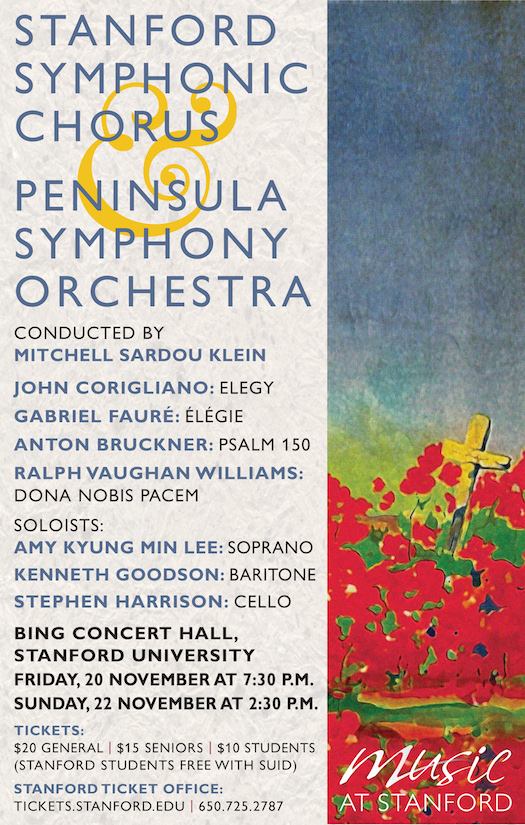 STANFORD
SYMPHONIC
CHORUS
&
PENINSULA
SYMPHONY
ORCHESTRA
CONDUCTED BY
MITCHELL SARDOU KLEIN
JOHN CORIGLIANO: ELEGY
GABRIEL FAURÉ: ÉLÉGIE
ANTON BRUCKNER: PSALM 150
RALPH VAUGHAN WILLIAMS:
DONA NOBIS PACEM
SOLOISTS:
AMY KYUNG MIN LEE: SOPRANO
KENNETH GOODSON: BARITONE
STEPHEN HARRISON: CELLO
BING CONCERT HALL,
STANFORD UNIVERSITY
FRIDAY, 20 NOVEMBER AT 7:30 P.M.
SUNDAY, 22 NOVEMBER AT 2:30 P.M.
TICKETS:
$20 GENERAL | $15 SENIORS | $10 STUDENTS
(STANFORD STUDENTS FREE WITH SUID)
STANFORD TICKET OFFICE:
TICKETS.STANFORD.EDU | 650.725.2787
music
AT STANFORD